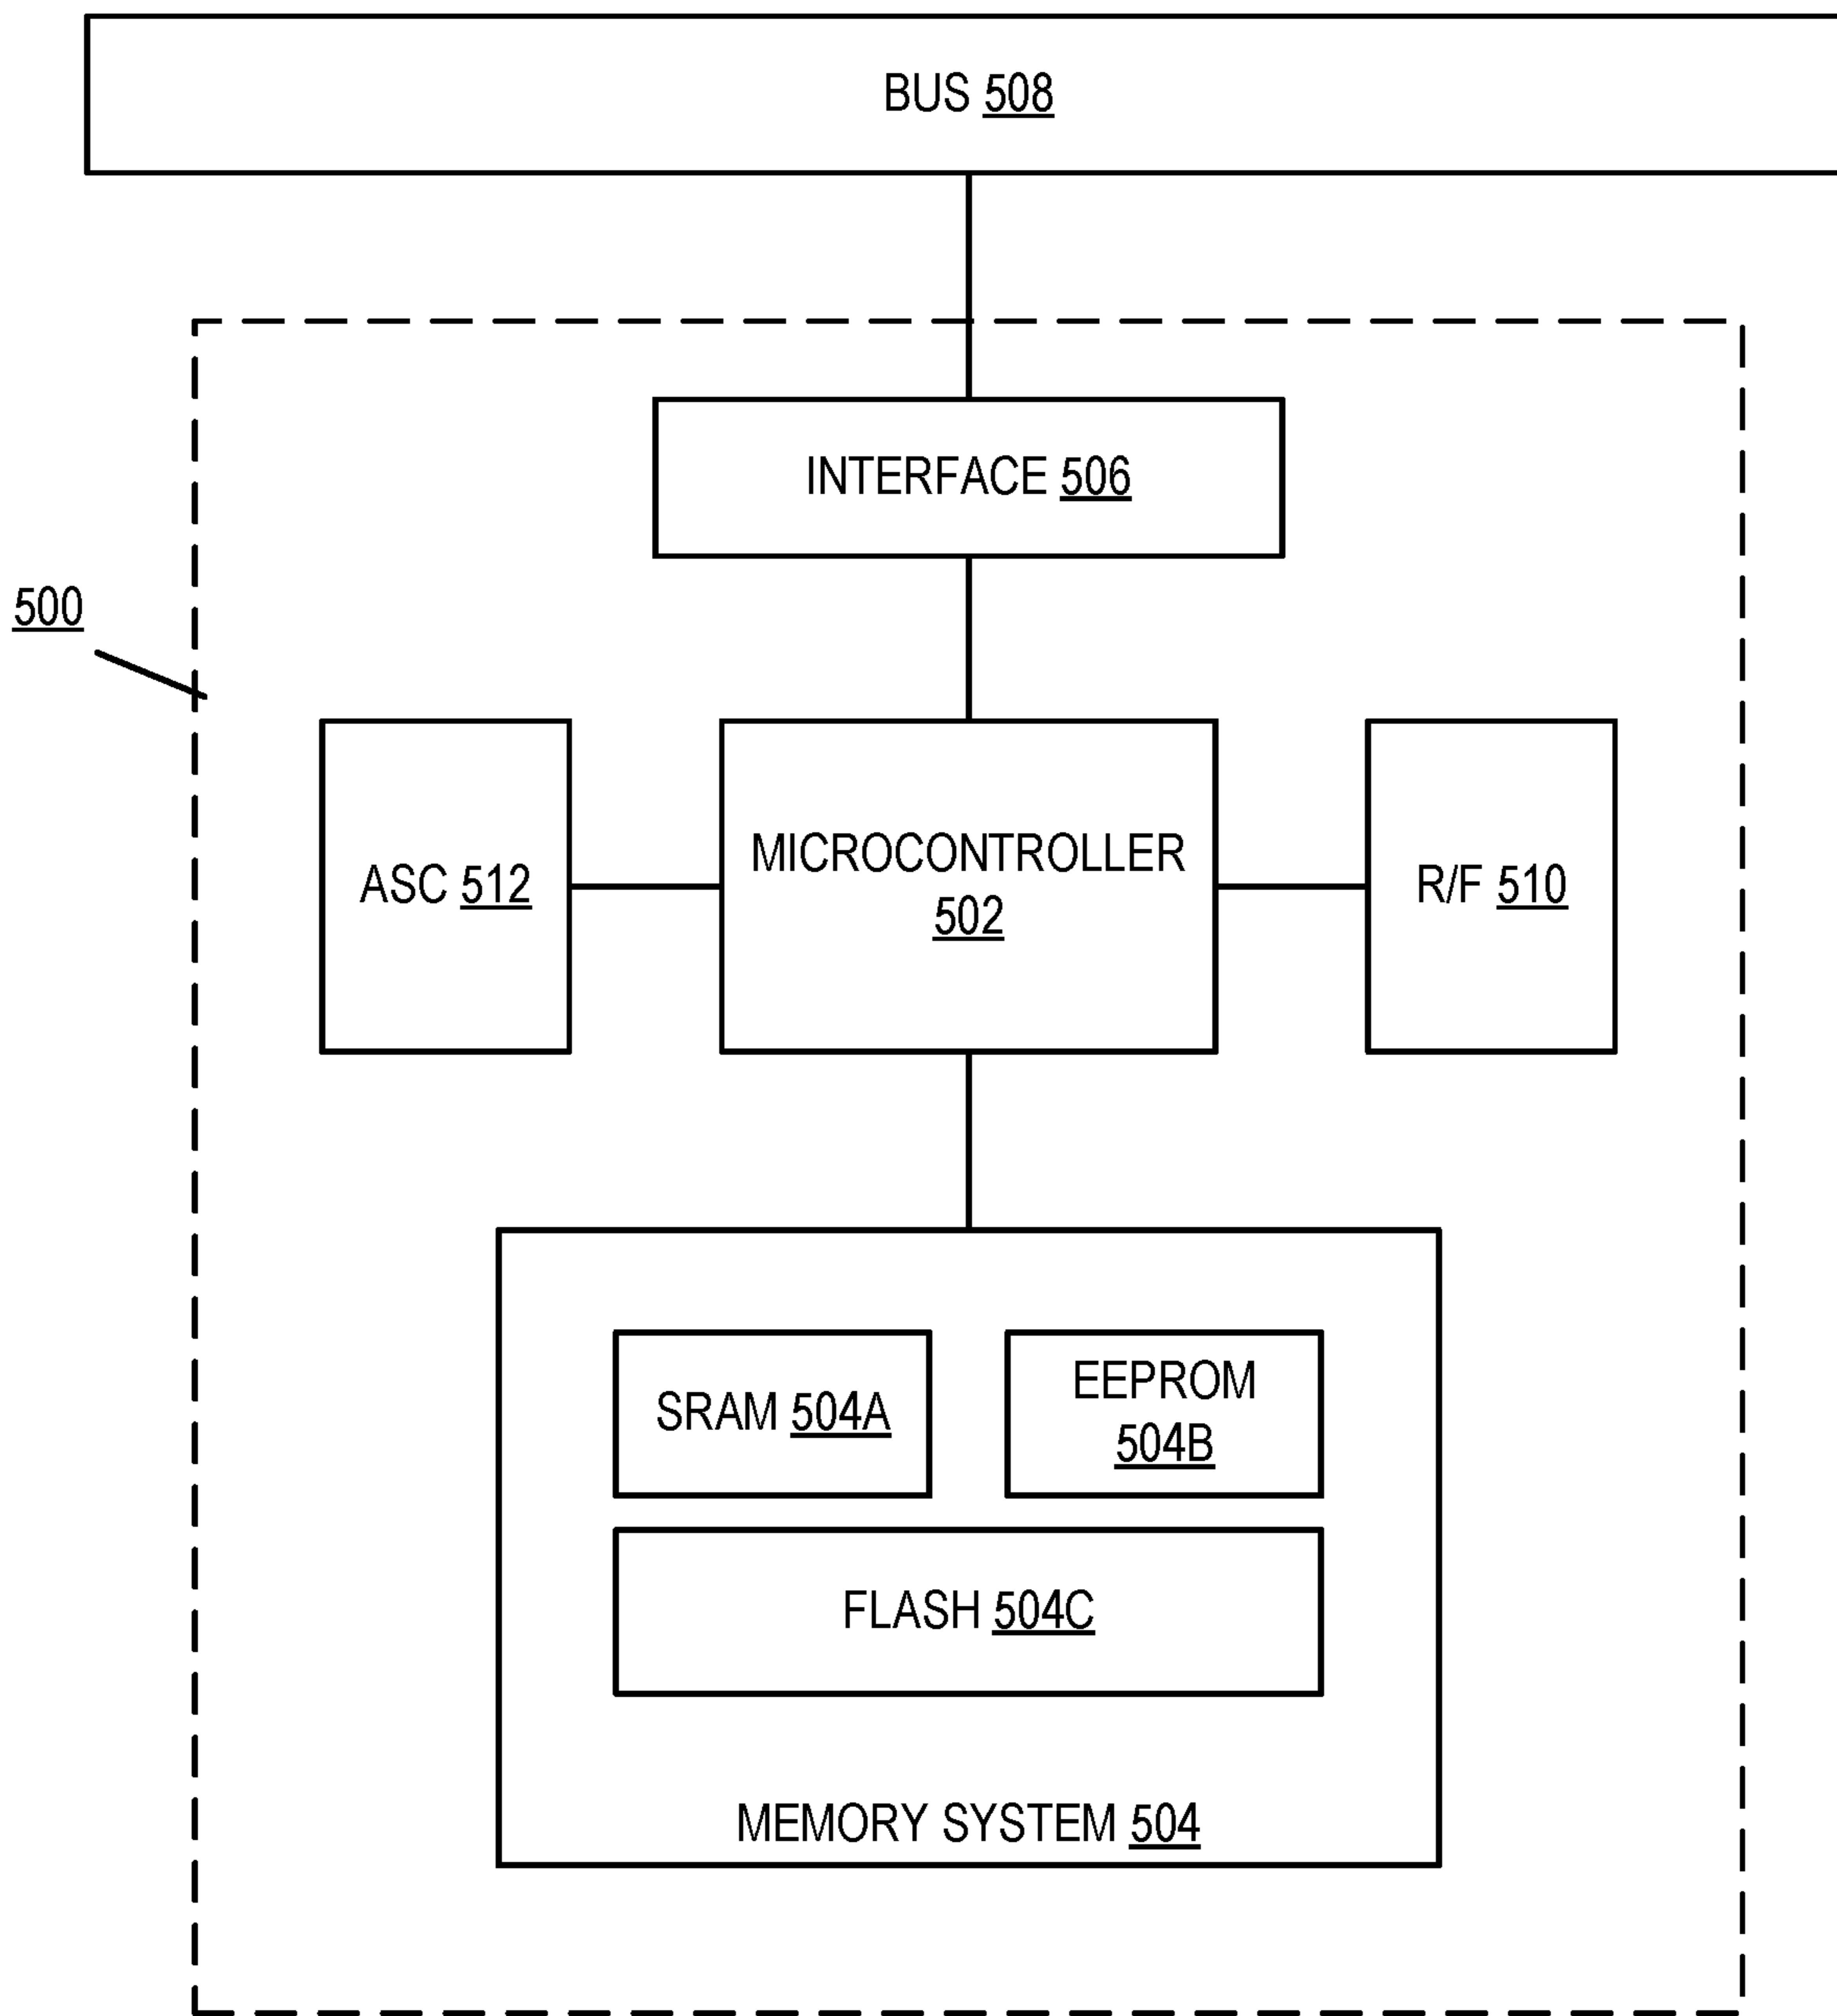 BUS 508
INTERFACE 506
500
ASC 512
MICROCONTROLLER
502
R/F 510
SRAM 504A
EEPROM
504B
FLASH 504C
MEMORY SYSTEM 504